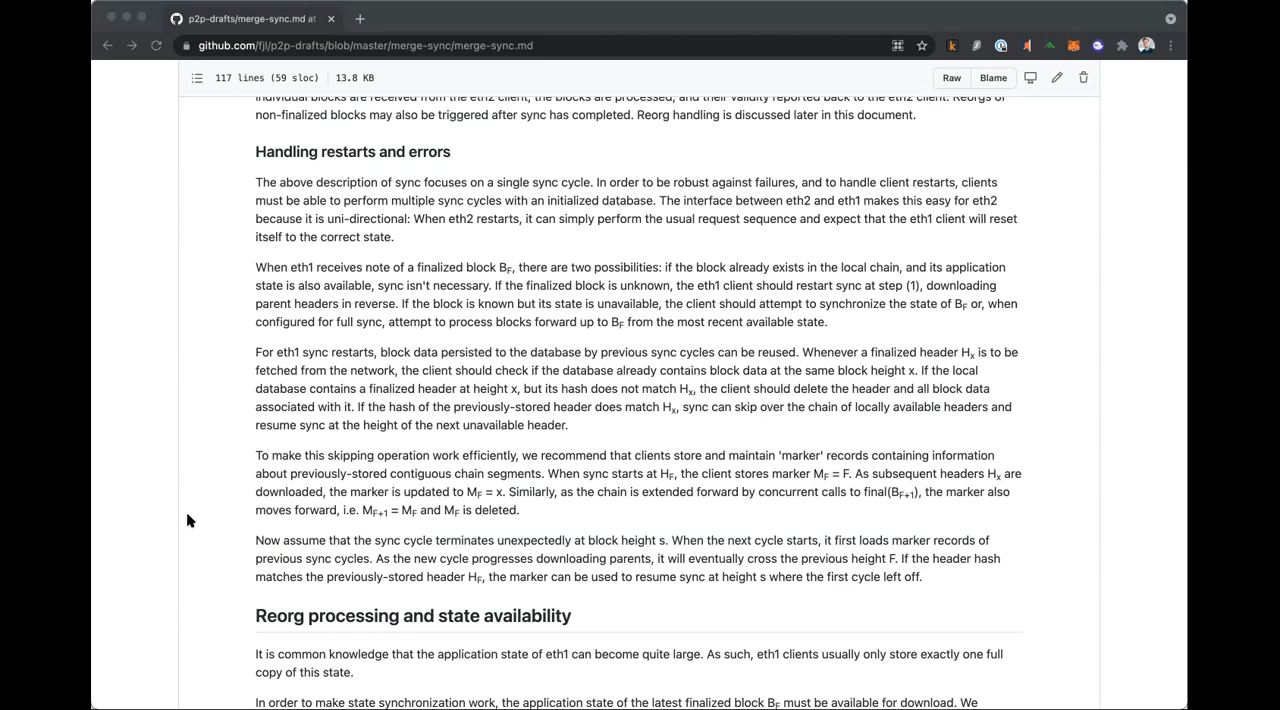 p2p-drafts/merge-sync.md at
github.com/fjl/p2p-drafts/blob/master/merge-sync/merge-sync.md
117 lines (59 sloc) 13.8 KB
Raw Blame
individual blocks are received from the eth2 client, the blocks are processed, and their validity reported back to the eth2 client. Reorgs of
non-finalized blocks may also be triggered after sync has completed. Reorg handling is discussed later in this document.
Handling restarts and errors
The above description of sync focuses on a single sync cycle. In order to be robust against failures, and to handle client restarts, clients
must be able to perform multiple sync cycles with an initialized database. The interface between eth2 and eth1 makes this easy for eth2
because it is uni-directional: When eth2 restarts, it can simply perform the usual request sequence and expect that the eth1 client will reset
itself to the correct state.
When eth1 receives note of a finalized block BF, there are two possibilities: if the block already exists in the local chain, and its application
state is also available, sync isn't necessary. If the finalized block is unknown, the eth1 client should restart sync at step (1), downloading
parent headers in reverse. If the block is known but its state is unavailable, the client should attempt to synchronize the state of BF or, when
configured for full sync, attempt to process blocks forward up to BF from the most recent available state.
For eth1 sync restarts, block data persisted to the database by previous sync cycles can be reused. Whenever a finalized header Hx is to be
fetched from the network, the client should check if the database already contains block data at the same block height x. If the local
database contains a finalized header at height x, but its hash does not match Hx, the client should delete the header and all block data
associated with it. If the hash of the previously-stored header does match Hx, sync can skip over the chain of locally available headers and
resume sync at the height of the next unavailable header.
To make this skipping operation work efficiently, we recommend that clients store and maintain 'marker' records containing information
about previously-stored contiguous chain segments. When sync starts at HF, the client stores marker MF = F. As subsequent headers Hx are
downloaded, the marker is updated to MF = x. Similarly, as the chain is extended forward by concurrent calls to final(BF+1), the marker also
moves forward, i.e. MF+1 = MF and MF is deleted.
Now assume that the sync cycle terminates unexpectedly at block height s. When the next cycle starts, it first loads marker records of
previous sync cycles. As the new cycle progresses downloading parents, it will eventually cross the previous height F. If the header hash
matches the previously-stored header HF, the marker can be used to resume sync at height s where the first cycle left off.
Reorg processing and state availability
It is common knowledge that the application state of eth1 can become quite large. As such, eth1 clients usually only store exactly one full
copy of this state.
In order to make state synchronization work, the application state of the latest finalized block BF must be available for download. We